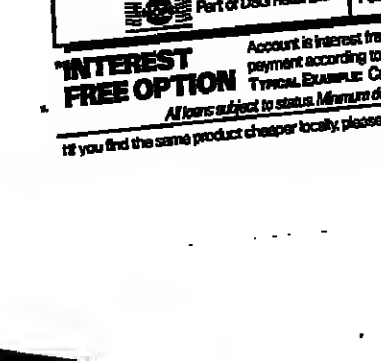 Part of DSG Retail
*INTEREST
FREE OPTION
Account is interest fre
payment according to
TYPICAL EXAMPLE: C
All loans subject to status. Minimum d
†If you find the same product cheaper locally, please